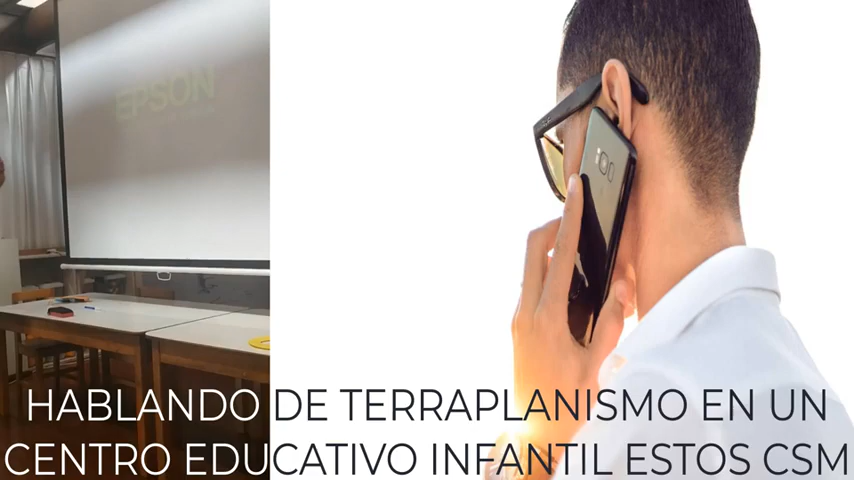 EPSON
HABLANDO DE TERRAPLANISMO EN UN
CENTRO EDUCATIVO INFANTIL ESTOS CSM